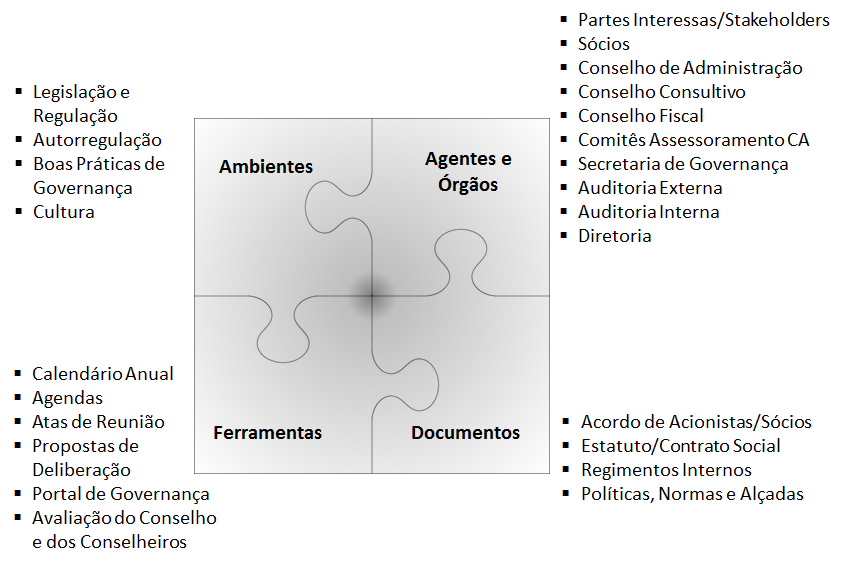 ▪ Partes Interessas/Stakeholders
▪ Sócios
▪ Conselho de Administração
▪ Conselho Consultivo
▪ Conselho Fiscal
▪ Comitês Assessoramento CA
▪ Secretaria de Governança
▪ Auditoria Externa
▪ Auditoria Interna
▪ Diretoria
▪ Legislação e
Regulação
▪ Autorregulação
▪ Boas Práticas de
Governança
▪ Cultura
Ambientes
Agentes e
Órgãos
Ferramentas
Documentos
▪ Calendário Anual
▪ Agendas
▪ Atas de Reunião
▪ Propostas de
Deliberação
▪ Portal de Governança
▪ Avaliação do Conselho
e dos Conselheiros
▪ Acordo de Acionistas/Sócios
▪ Estatuto/Contrato Social
▪ Regimentos Internos
▪ Políticas, Normas e Alçadas